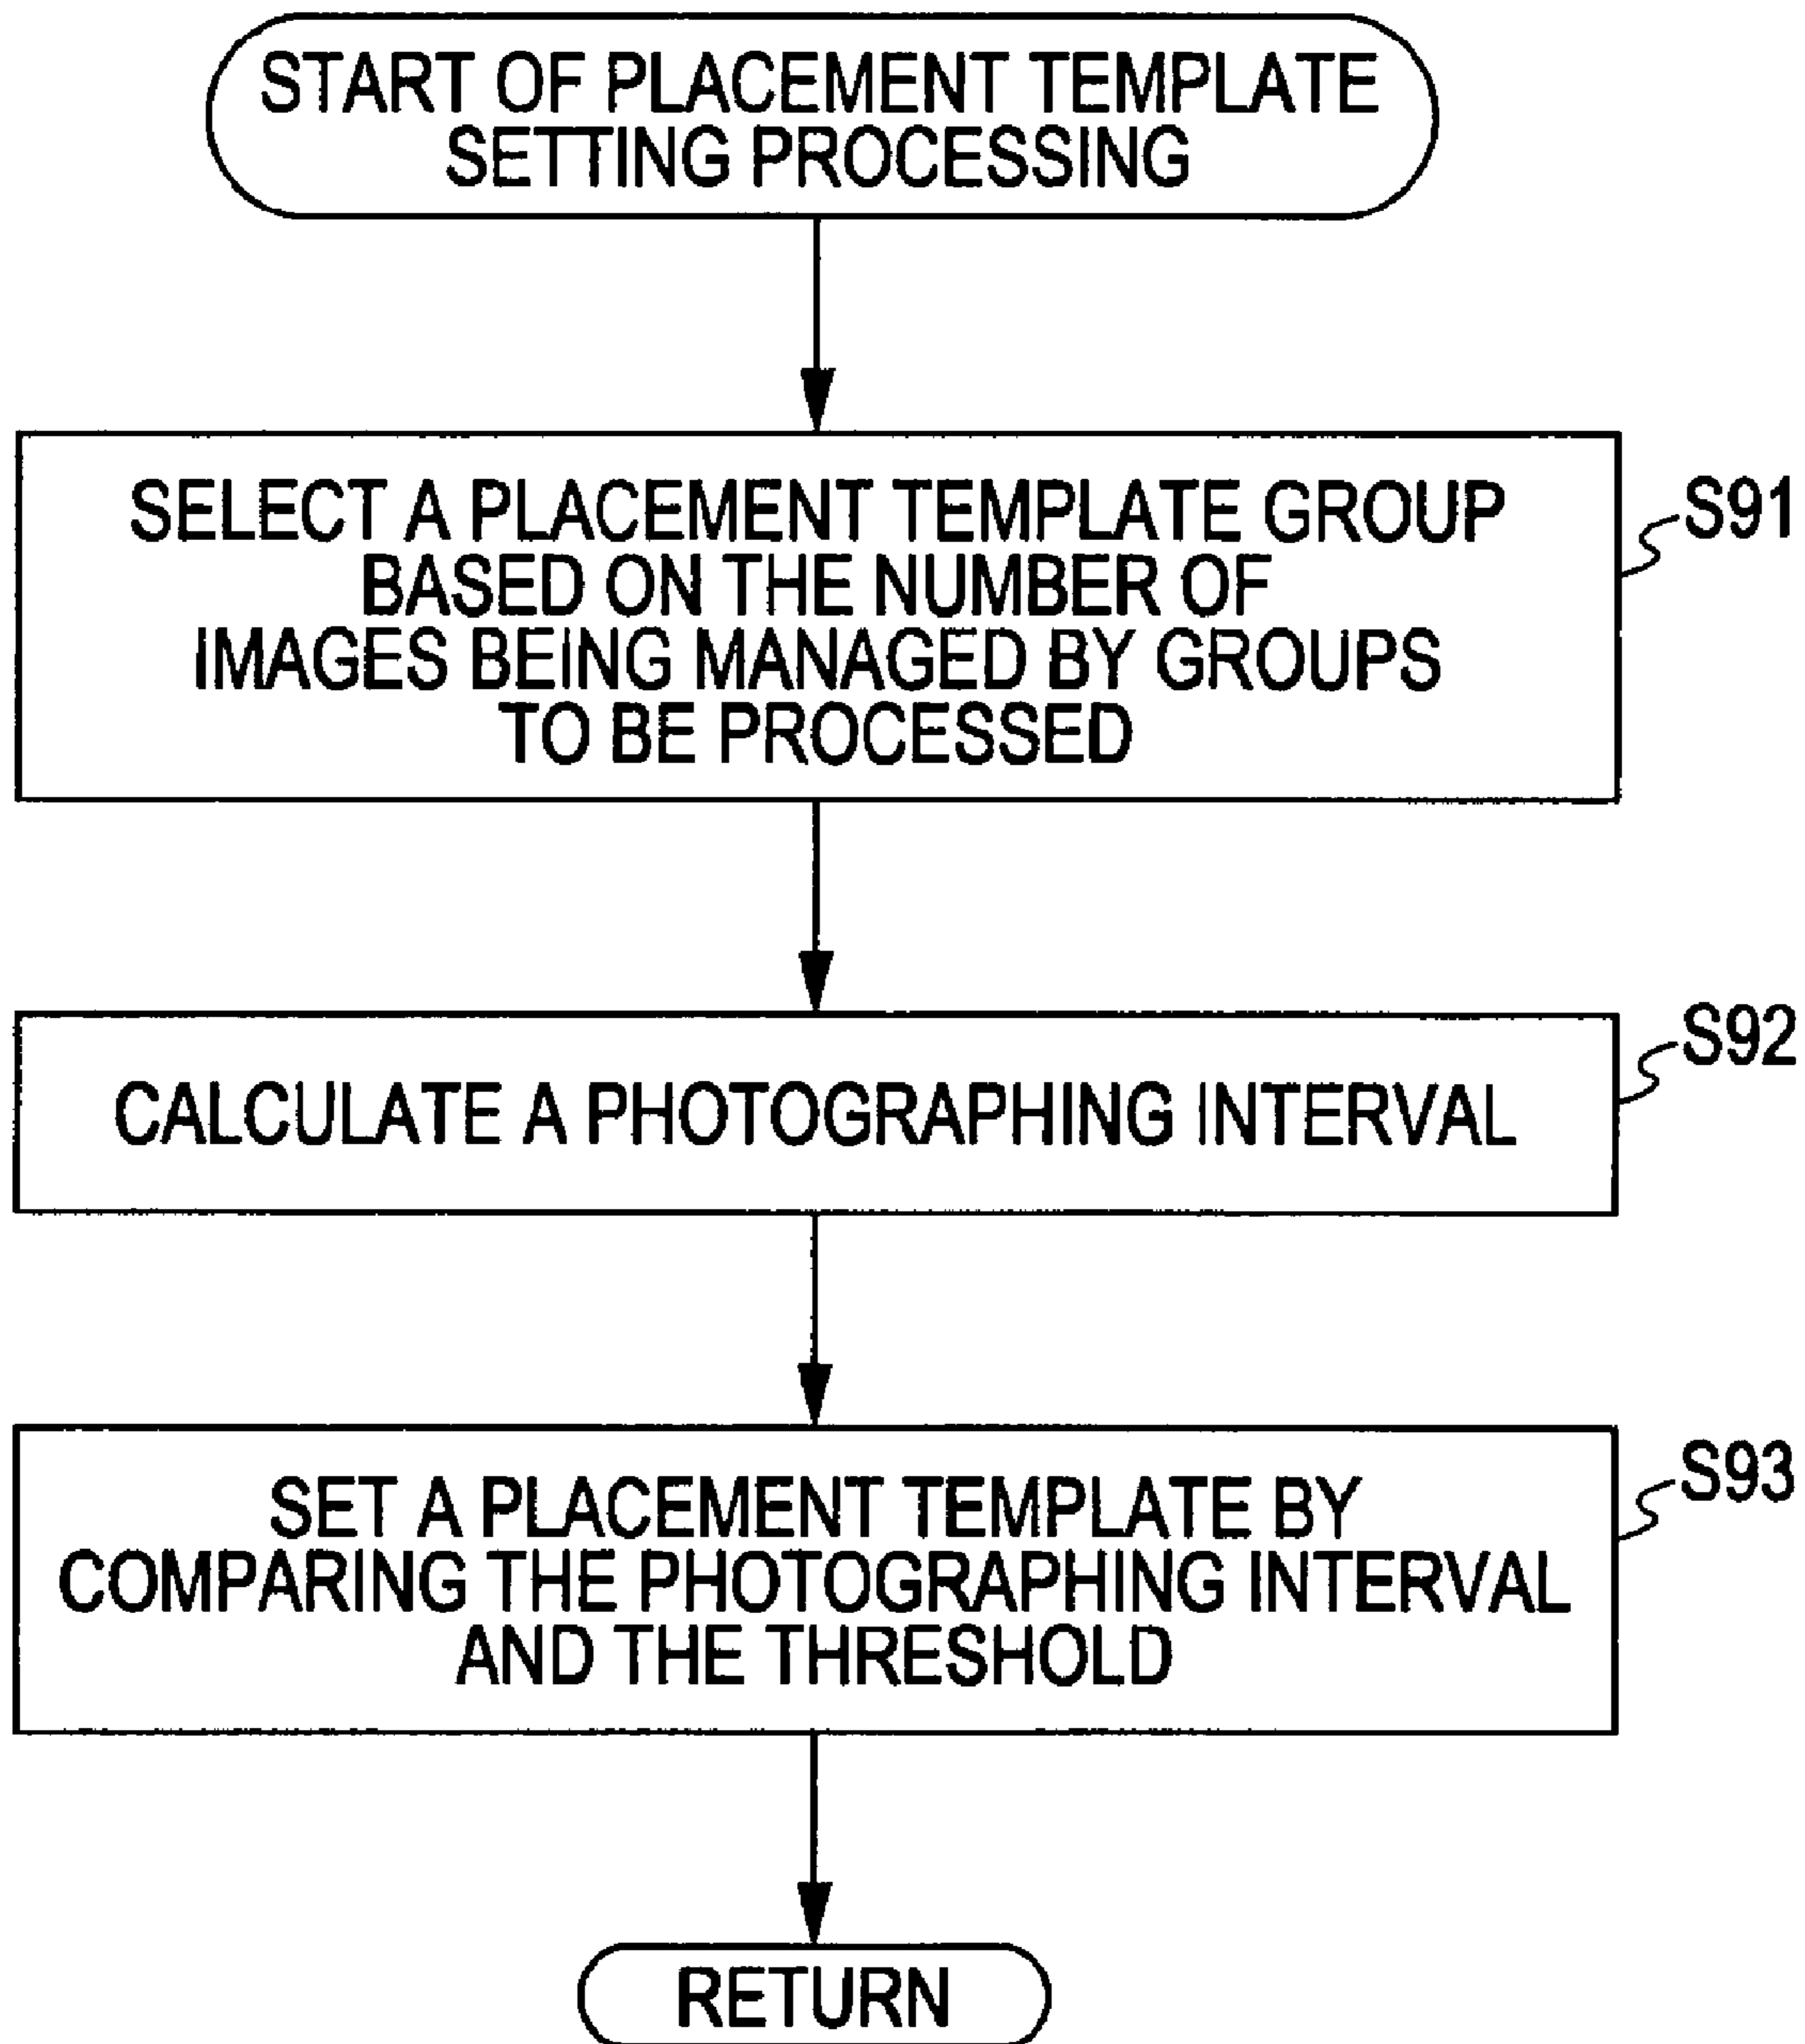 START OF PLACEMENT TEMPLATE
SETTING PROCESSING
SELECT A PLACEMENT TEMPLATE GROUP
BASED ON THE NUMBER OF
IMAGES BEING MANAGED BY GROUPS
TO BE PROCESSED
S91
CALCULATE A PHOTOGRAPHING INTERVAL
S92
SET A PLACEMENT TEMPLATE BY
COMPARING THE PHOTOGRAPHING INTERVAL
AND THE THRESHOLD
S93
RETURN